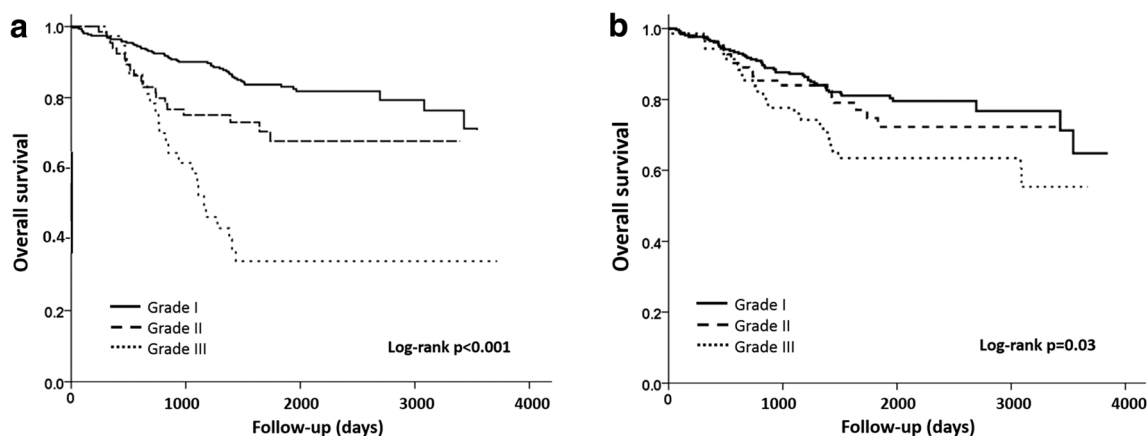 a
1.0
0.8
0.6
0.4
0.2
0.0
Overall survival
Grade I
Grade II
Grade III
Log-rank p<0.001
0
1000
2000
3000
4000
Follow-up (days)
b
1.0
0.8
0.6
0.4
0.2
0.0
Overall survival
Grade I
Grade II
Grade III
Log-rank p=0.03
0
1000
2000
3000
4000
Follow-up (days)